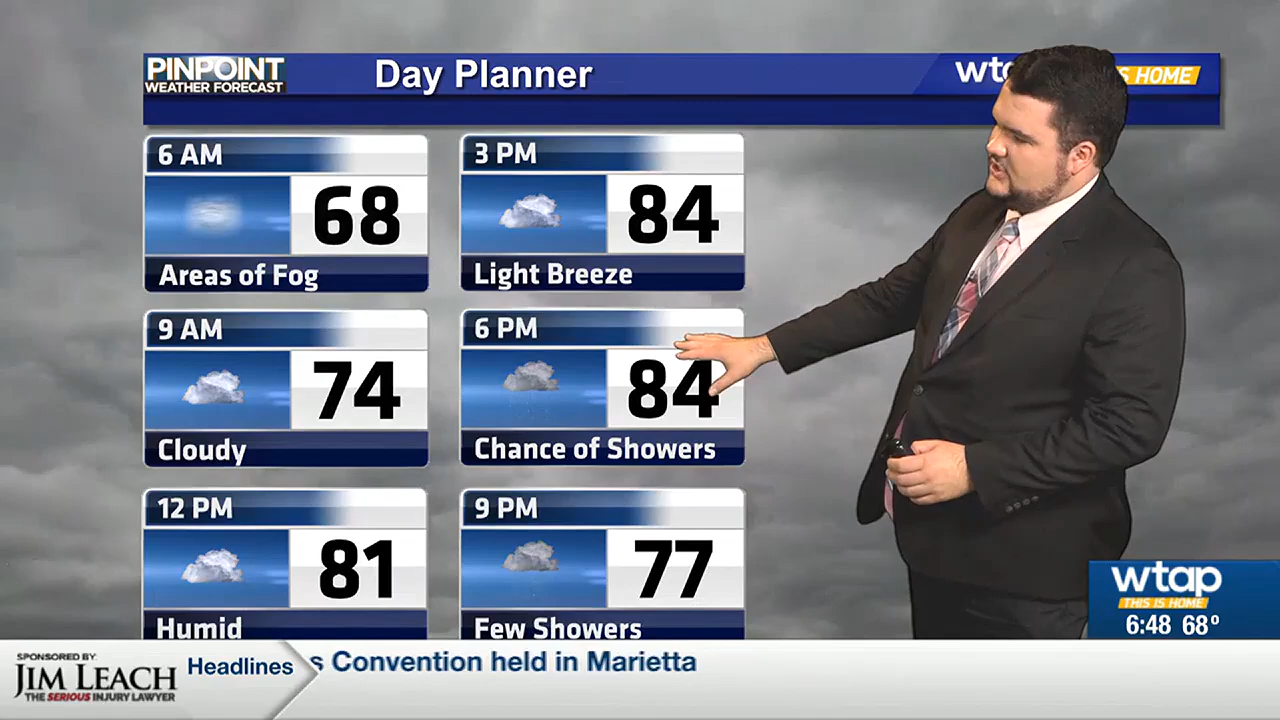 PINPOINT
WEATHER FORECAST
Day Planner
HOME
6 AM
68
Areas of Fog
3 PM
84
Light Breeze
9 AM
74
Cloudy
6 PM
84
Chance of Showers
12 PM
81
Humid
9 PM
77
Few Showers
wtap
THIS IS HOME
6:48 68°
SPONSORED BY:
JIM LEACH
THE SERIOUS INJURY LAWYER
Headlines
s Convention held in Marietta